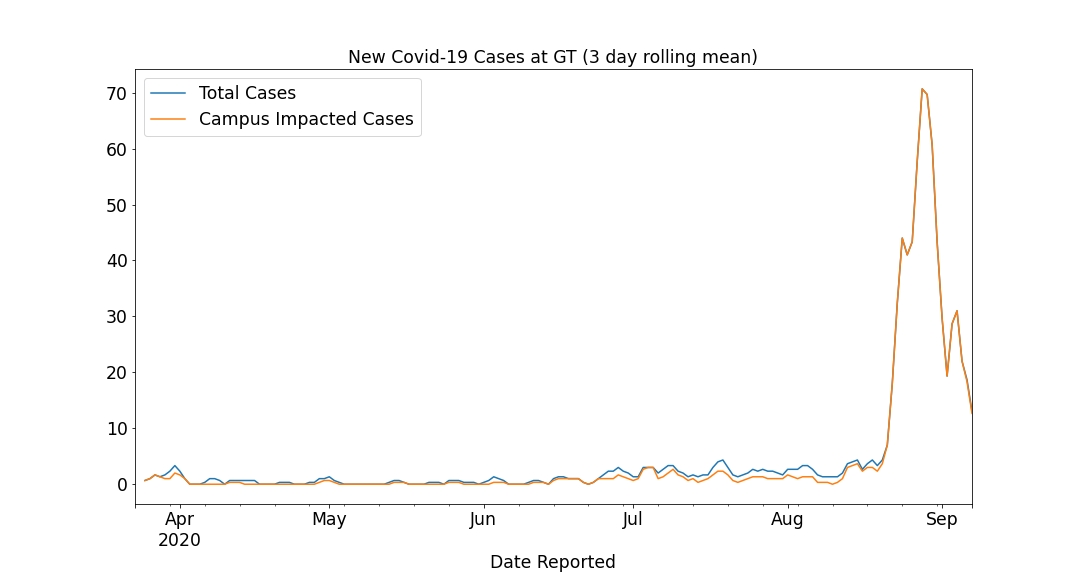 New Covid-19 Cases at GT (3 day rolling mean)
Total Cases
Campus Impacted Cases
70
60
50
40
30
20
10
0
Apr May Jun Jul Aug Sep
2020
Date Reported